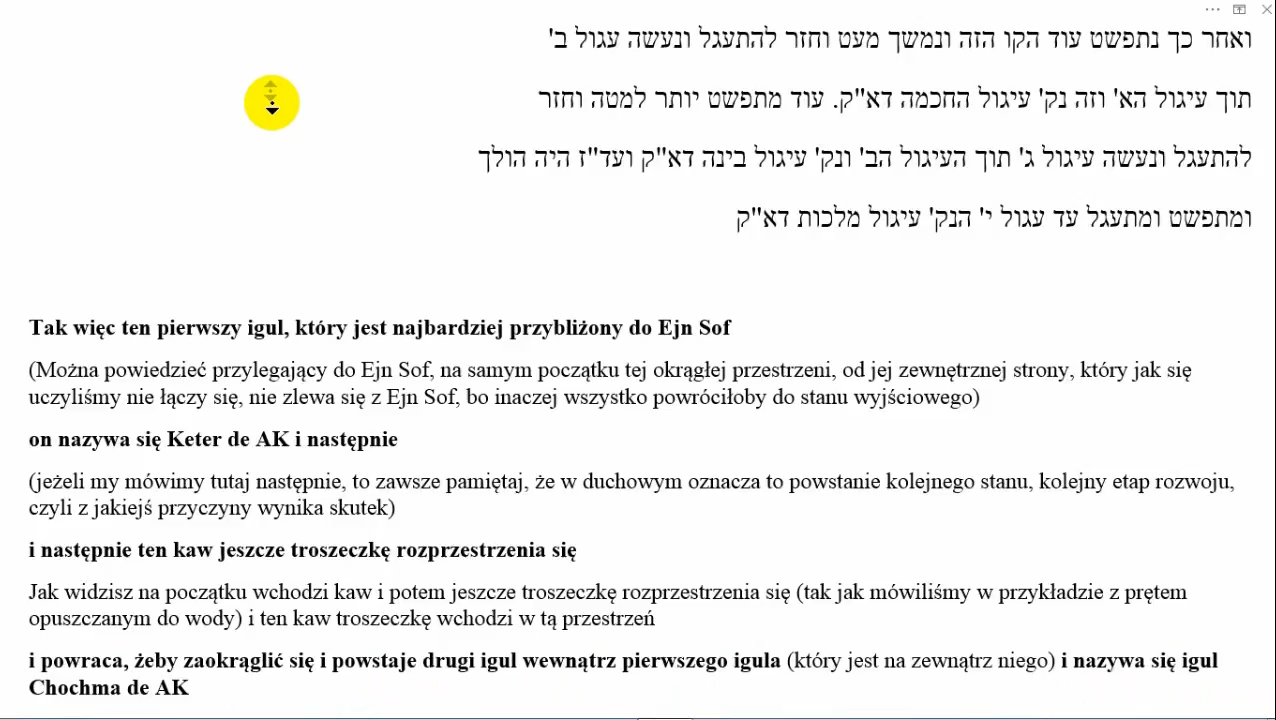 ואחר כך נתפשט עוד הקו הזה ונמשך מעט וחזר להתעגל ונעשה עגול ב'
תוך עיגול הא' וזה נק' עיגול החכמה דא"ק. עוד מתפשט יותר למטה וחזר
להתעגל ונעשה עיגול ג' תוך העיגול הב' ונק' עיגול בינה דא"ק ועד"ז היה הולך
ומתפשט ומתעגל עד עגול י' הנק' עיגול מלכות דא"ק
Tak więc ten pierwszy igul, który jest najbardziej przybliżony do Ejn Sof
(Można powiedzieć przylegający do Ejn Sof, na samym początku tej okrągłej przestrzeni, od jej zewnętrznej strony, który jak się
uczyliśmy nie łączy się, nie zlewa się z Ejn Sof, bo inaczej wszystko powróciłoby do stanu wyjściowego)
on nazywa się Keter de AK i następnie
(jeżeli my mówimy tutaj następnie, to zawsze pamiętaj, że w duchowym oznacza to powstanie kolejnego stanu, kolejny etap rozwoju,
czyli z jakiejś przyczyny wynika skutek)
i następnie ten kaw jeszcze troszeczkę rozprzestrzenia się
Jak widzisz na początku wchodzi kaw i potem jeszcze troszeczkę rozprzestrzenia się (tak jak mówiliśmy w przykładzie z prętem
opuszczanym do wody) i ten kaw troszeczkę wchodzi w tą przestrzeń
i powraca, żeby zaokrąglić się i powstaje drugi igul wewnątrz pierwszego igula (który jest na zewnątrz niego) i nazywa się igul
Chochma de AK